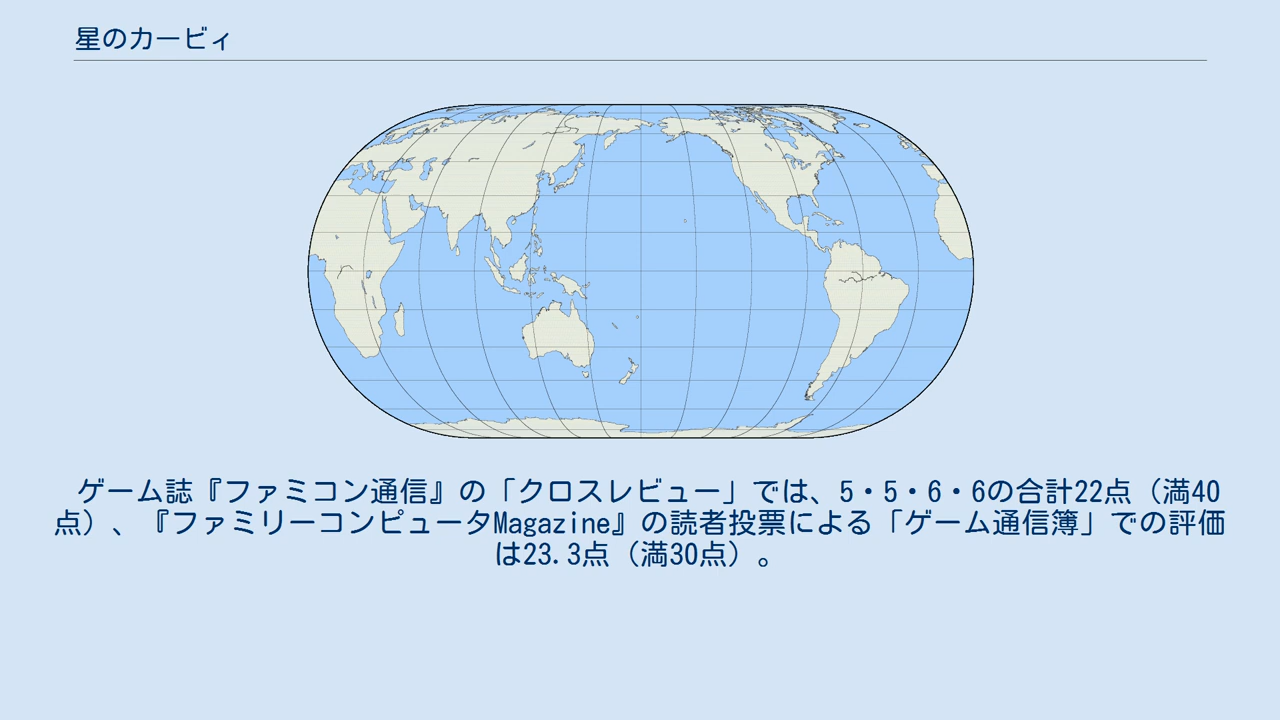 星のカービィ
ゲーム誌『ファミコン通信』の「クロスレビュー」では、5・5・6・6の合計22点（満40
点）、『ファミリーコンピュータMagazine』の読者投票による「ゲーム通信簿」での評価
は23.3点（満30点）。